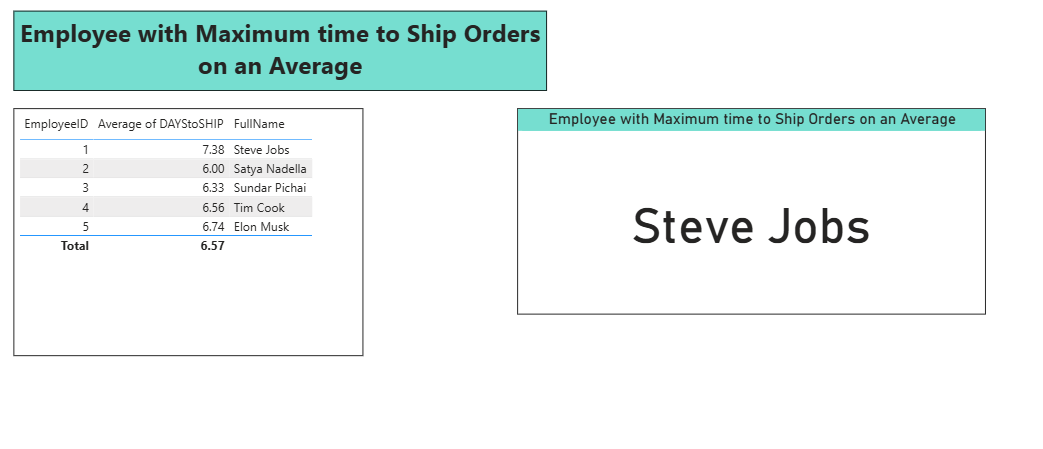 Employee with Maximum time to Ship Orders
on an Average
EmployeeID Average of DAYStoSHIP FullName
1 7.38 Steve Jobs
2 6.00 Satya Nadella
3 6.33 Sundar Pichai
4 6.56 Tim Cook
5 6.74 Elon Musk
Total 6.57
Employee with Maximum time to Ship Orders on an Average
Steve Jobs